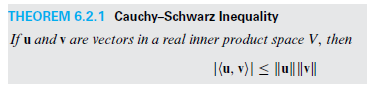 THEOREM 6.2.1 Cauchy–Schwarz Inequality
If u and v are vectors in a real inner product space V, then
|⟨u, v⟩| ≤ ‖u‖‖v‖